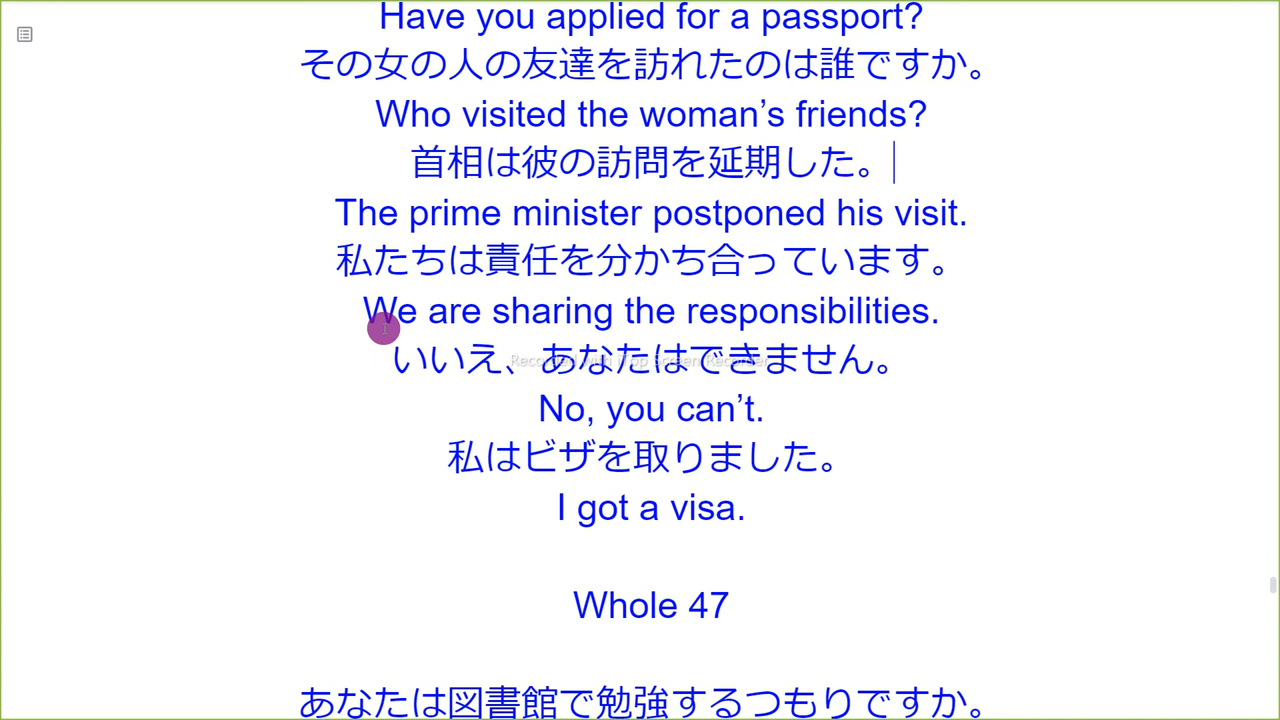 Have you applied for a passport?
その女の人の友達を訪れたのは誰ですか。
Who visited the woman’s friends?
首相は彼の訪問を延期した。
The prime minister postponed his visit.
私たちは責任を分かち合っています。
We are sharing the responsibilities.
いいえ、あなたはできません。
Recorded with iTop Screen Recorder
No, you can’t.
私はビザを取りました。
I got a visa.
Whole 47
あなたは図書館で勉強するつもりですか。